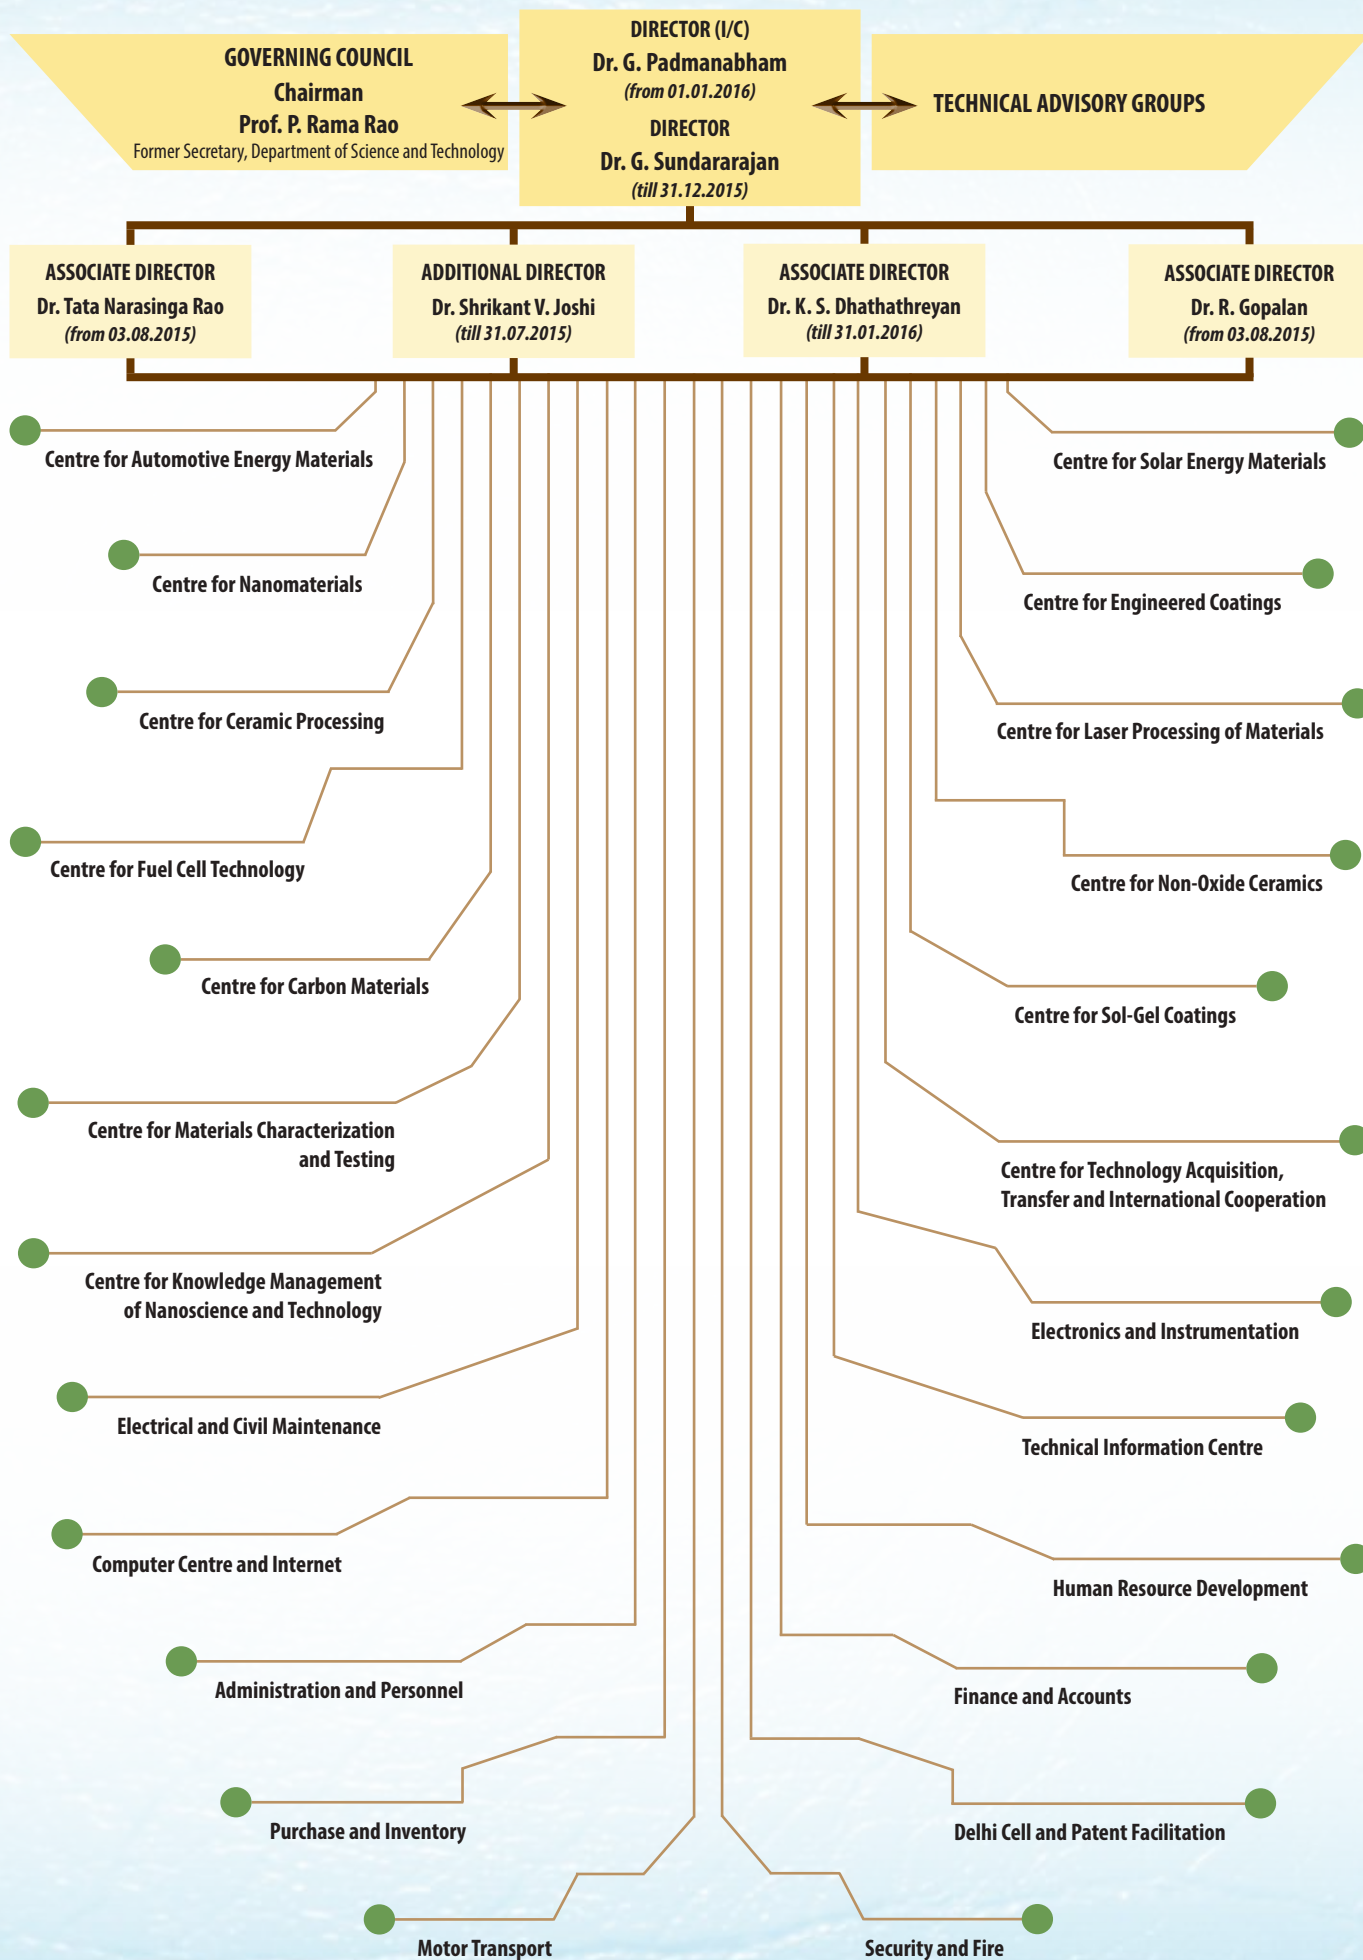 GOVERNING COUNCIL
Chairman
Prof. P. Rama Rao
Former Secretary, Department of Science and Technology
DIRECTOR (I/C)
Dr. G. Padmanabham
(from 01.01.2016)
DIRECTOR
Dr. G. Sundararajan
(till 31.12.2015)
TECHNICAL ADVISORY GROUPS
ASSOCIATE DIRECTOR
Dr. Tata Narasinga Rao
(from 03.08.2015)
ADDITIONAL DIRECTOR
Dr. Shrikant V. Joshi
(till 31.07.2015)
ASSOCIATE DIRECTOR
Dr. K. S. Dhathathreyan
(till 31.01.2016)
ASSOCIATE DIRECTOR
Dr. R. Gopalan
(from 03.08.2015)
Centre for Automotive Energy Materials
Centre for Solar Energy Materials
Centre for Nanomaterials
Centre for Engineered Coatings
Centre for Ceramic Processing
Centre for Laser Processing of Materials
Centre for Fuel Cell Technology
Centre for Non-Oxide Ceramics
Centre for Carbon Materials
Centre for Sol-Gel Coatings
Centre for Materials Characterization
and Testing
Centre for Technology Acquisition,
Transfer and International Cooperation
Centre for Knowledge Management
of Nanoscience and Technology
Electronics and Instrumentation
Electrical and Civil Maintenance
Technical Information Centre
Computer Centre and Internet
Human Resource Development
Administration and Personnel
Finance and Accounts
Purchase and Inventory
Delhi Cell and Patent Facilitation
Motor Transport
Security and Fire